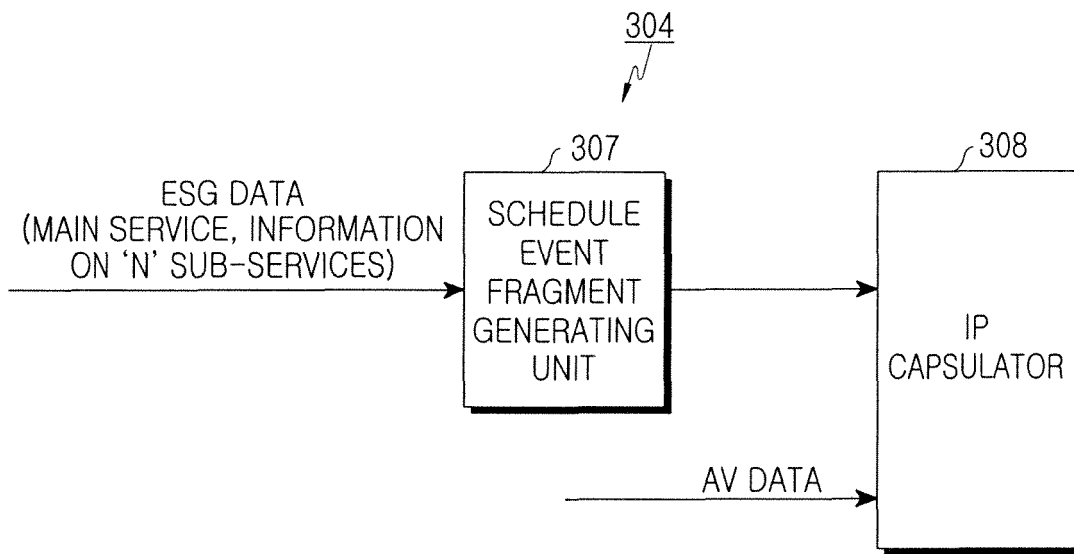 304
307
308
ESG DATA
(MAIN SERVICE, INFORMATION
ON 'N' SUB-SERVICES)
SCHEDULE
EVENT
FRAGMENT
GENERATING
UNIT
IP
CAPSULATOR
AV DATA